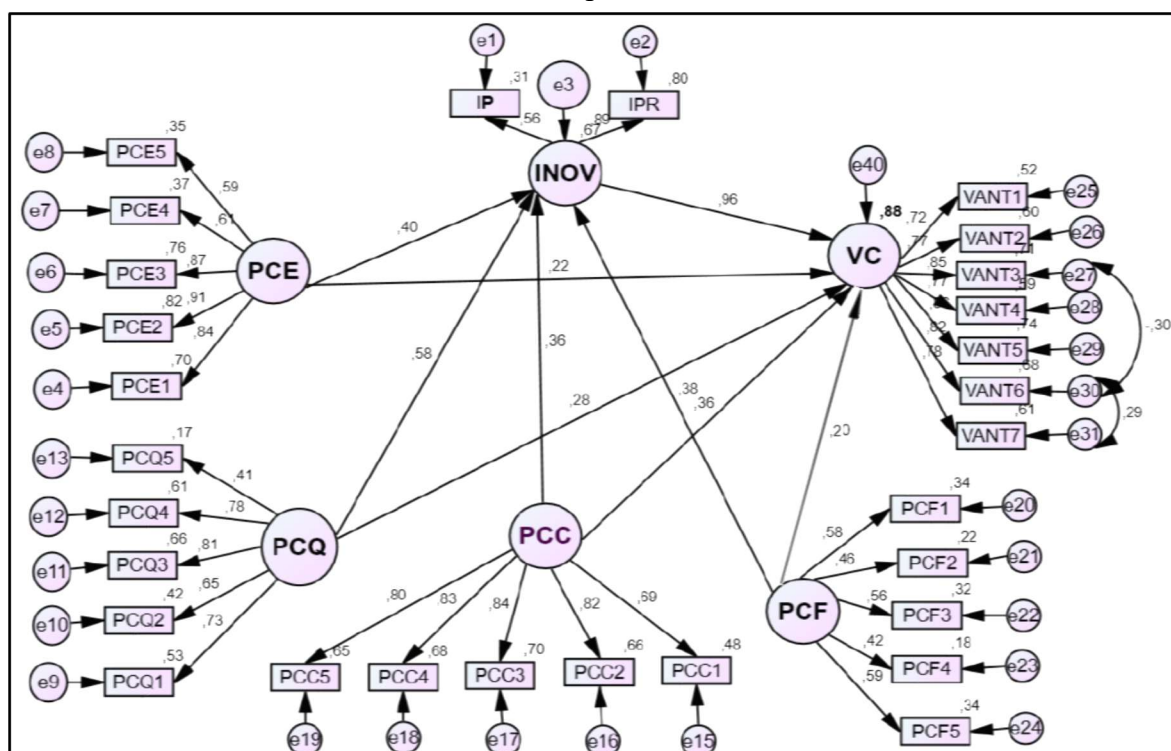 e1
e2
,31
e3
,80
IP
IPR
,56
,67
,89
INOV
e8
,35
PCE5
,59
e7
,37
PCE4
,61
e6
,76
PCE3
,87
PCE
e5
,82
,91
PCE2
,84
e4
,70
PCE1
,40
,22
,96
e40
,88
VC
,72
,52
VANT1
e25
,77
,60
VANT2
e26
,85
,71
VANT3
e27
,77
VANT4
e28
,74
VANT5
e29
,82
,68
VANT6
e30
,78
,61
VANT7
e31
-,30
,29
,58
,36
,28
,38
,36
,20
e13
,17
PCQ5
,41
e12
,61
PCQ4
,78
e11
,66
PCQ3
,81
PCQ
e10
,42
PCQ2
,65
e9
,53
PCQ1
,73
PCC
,80
,83
,84
,82
,69
,65
PCC5
,68
PCC4
,70
PCC3
,66
PCC2
,48
PCC1
e19
e18
e17
e16
e15
PCF
,58
,34
PCF1
e20
,46
,22
PCF2
e21
,56
,32
PCF3
e22
,42
,18
PCF4
e23
,59
,34
PCF5
e24